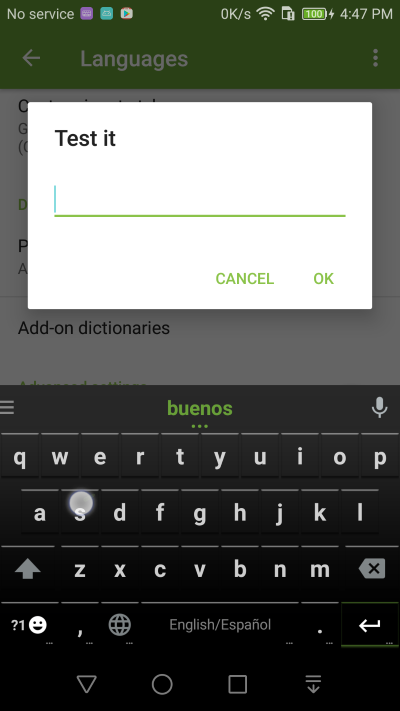 No service 0K/s 100 4:47 PM
Languages
Test it
CANCEL OK
Add-on dictionaries
buenos
q w e r t y u i o p
a s d f g h j k l
z x c v b n m
?1 , English/Español .